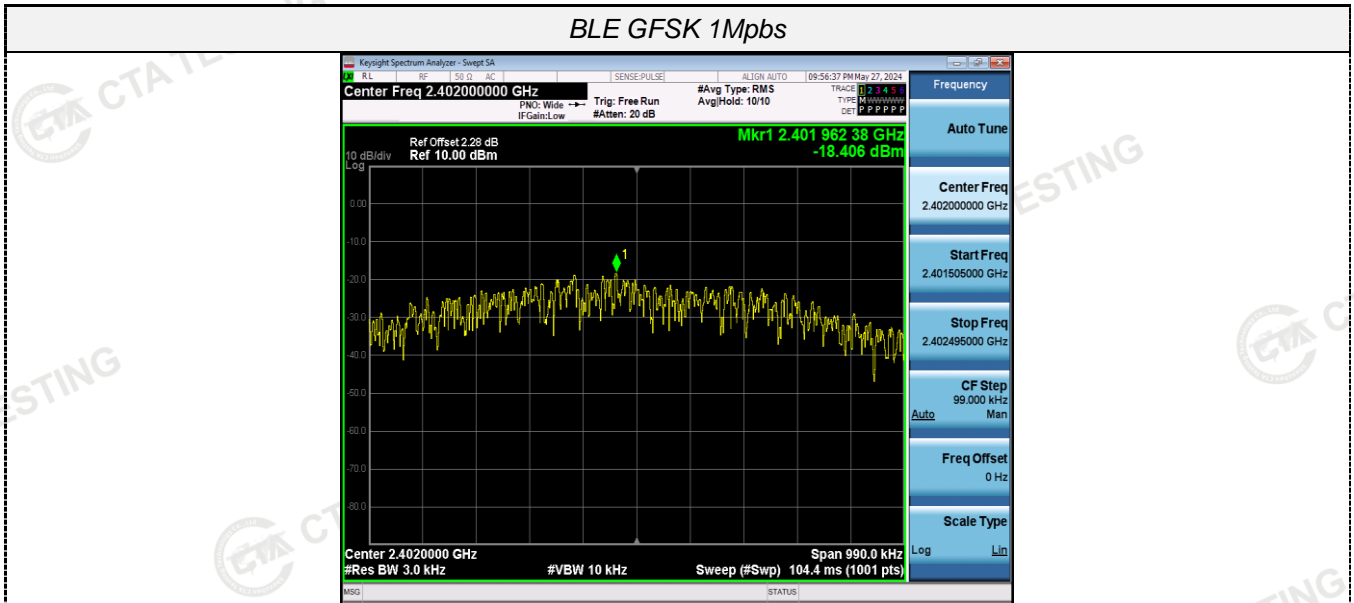 BLE GFSK 1Mpbs
Keysight Spectrum Analyzer - Swept SA
RL RF 50 Ω AC SENSE:PULSE ALIGN AUTO 09:56:37 PM May 27, 2024
Center Freq 2.402000000 GHz
PNO: Wide
IFGain:Low
Trig: Free Run
#Atten: 20 dB
#Avg Type: RMS
Avg|Hold: 10/10
TRACE 1 2 3 4 5 6
TYPE M W W W W W
DET P P P P P P
Mkr1 2.401 962 38 GHz
-18.406 dBm
Ref Offset 2.28 dB
10 dB/div Ref 10.00 dBm
Log
0.00
-10.0
-20.0
-30.0
-40.0
-50.0
-60.0
-70.0
-80.0
1
Center 2.4020000 GHz Span 990.0 kHz
#Res BW 3.0 kHz #VBW 10 kHz Sweep (#Swp) 104.4 ms (1001 pts)
MSG STATUS
Frequency
Auto Tune
Center Freq
2.402000000 GHz
Start Freq
2.401505000 GHz
Stop Freq
2.402495000 GHz
CF Step
99.000 kHz
Auto Man
Freq Offset
0 Hz
Scale Type
Log Lin
CTA TE
ESTING
CTA
C
ESTING
CTA
CT
CTA
ING